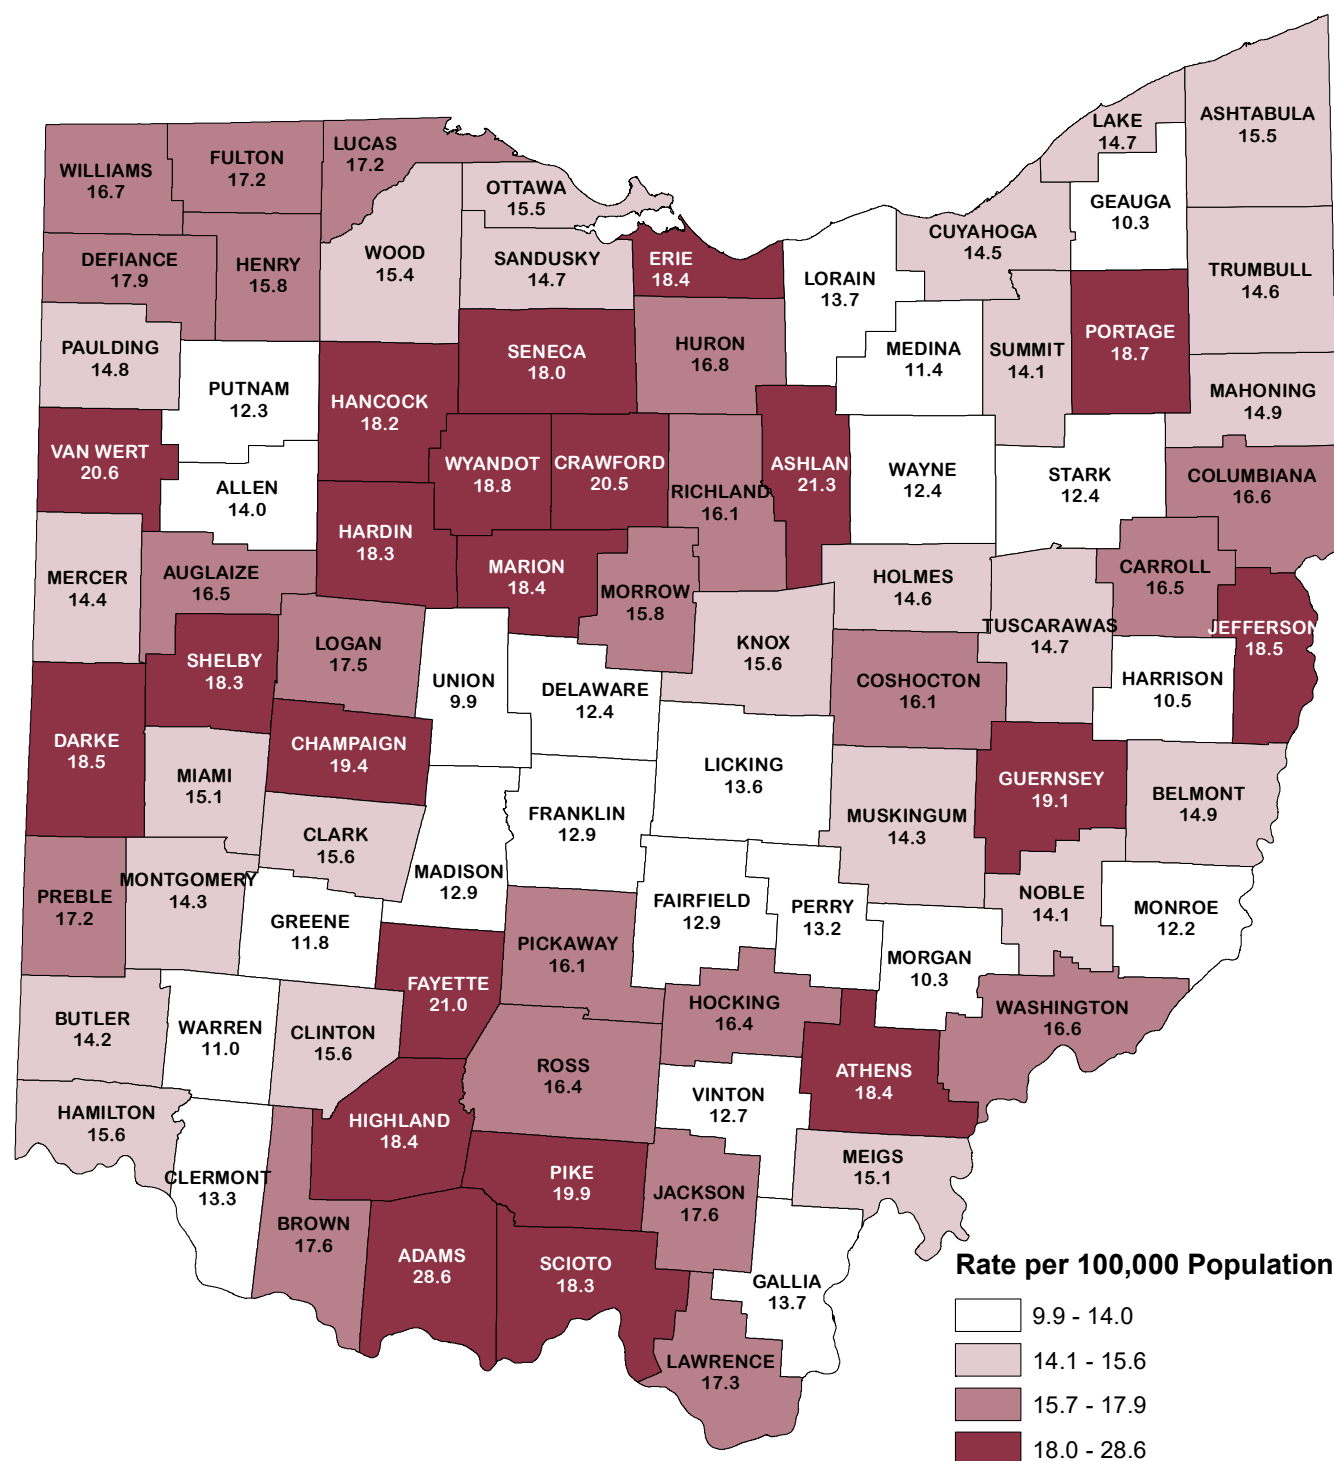 ASHTABULA
15.5
LAKE
14.7
GEAUGA
10.3
CUYAHOGA
14.5
LUCAS
17.2
FULTON
17.2
WILLIAMS
16.7
OTTAWA
15.5
WOOD
15.4
SANDUSKY
14.7
ERIE
18.4
LORAIN
13.7
TRUMBULL
14.6
DEFIANCE
17.9
HENRY
15.8
PAULDING
14.8
PUTNAM
12.3
HANCOCK
18.2
SENECA
18.0
HURON
16.8
MEDINA
11.4
SUMMIT
14.1
PORTAGE
18.7
MAHONING
14.9
VAN WERT
20.6
ALLEN
14.0
WYANDOT
18.8
CRAWFORD
20.5
RICHLAND
16.1
ASHLAN
21.3
WAYNE
12.4
STARK
12.4
COLUMBIANA
16.6
HARDIN
18.3
MARION
18.4
MORROW
15.8
MERCER
14.4
AUGLAIZE
16.5
HOLMES
14.6
CARROLL
16.5
TUSCARAWAS
14.7
JEFFERSON
18.5
SHELBY
18.3
LOGAN
17.5
UNION
9.9
DELAWARE
12.4
KNOX
15.6
COSHOCTON
16.1
HARRISON
10.5
DARKE
18.5
CHAMPAIGN
19.4
MIAMI
15.1
LICKING
13.6
GUERNSEY
19.1
BELMONT
14.9
CLARK
15.6
FRANKLIN
12.9
MUSKINGUM
14.3
MADISON
12.9
PREBLE
17.2
MONTGOMERY
14.3
GREENE
11.8
FAIRFIELD
12.9
PERRY
13.2
NOBLE
14.1
MONROE
12.2
PICKAWAY
16.1
MORGAN
10.3
FAYETTE
21.0
HOCKING
16.4
WASHINGTON
16.6
BUTLER
14.2
WARREN
11.0
CLINTON
15.6
ROSS
16.4
ATHENS
18.4
VINTON
12.7
HAMILTON
15.6
HIGHLAND
18.4
CLERMONT
13.3
PIKE
19.9
JACKSON
17.6
MEIGS
15.1
BROWN
17.6
ADAMS
28.6
SCIOTO
18.3
GALLIA
13.7
LAWRENCE
17.3
Rate per 100,000 Population
9.9 - 14.0
14.1 - 15.6
15.7 - 17.9
18.0 - 28.6